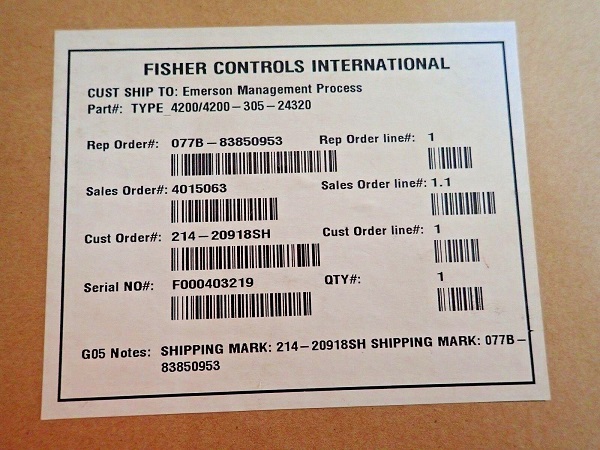 FISHER CONTROLS INTERNATIONAL
CUST SHIP TO: Emerson Management Process
Part#: TYPE_4200/4200-305-24320
Rep Order#: 077B-83850953 Rep Order line#: 1
Sales Order#: 4015063 Sales Order line#: 1.1
Cust Order#: 214-20918SH Cust Order line#: 1
Serial NO#: F000403219 QTY#: 1
G05 Notes: SHIPPING MARK: 214-20918SH SHIPPING MARK: 077B-
83850953